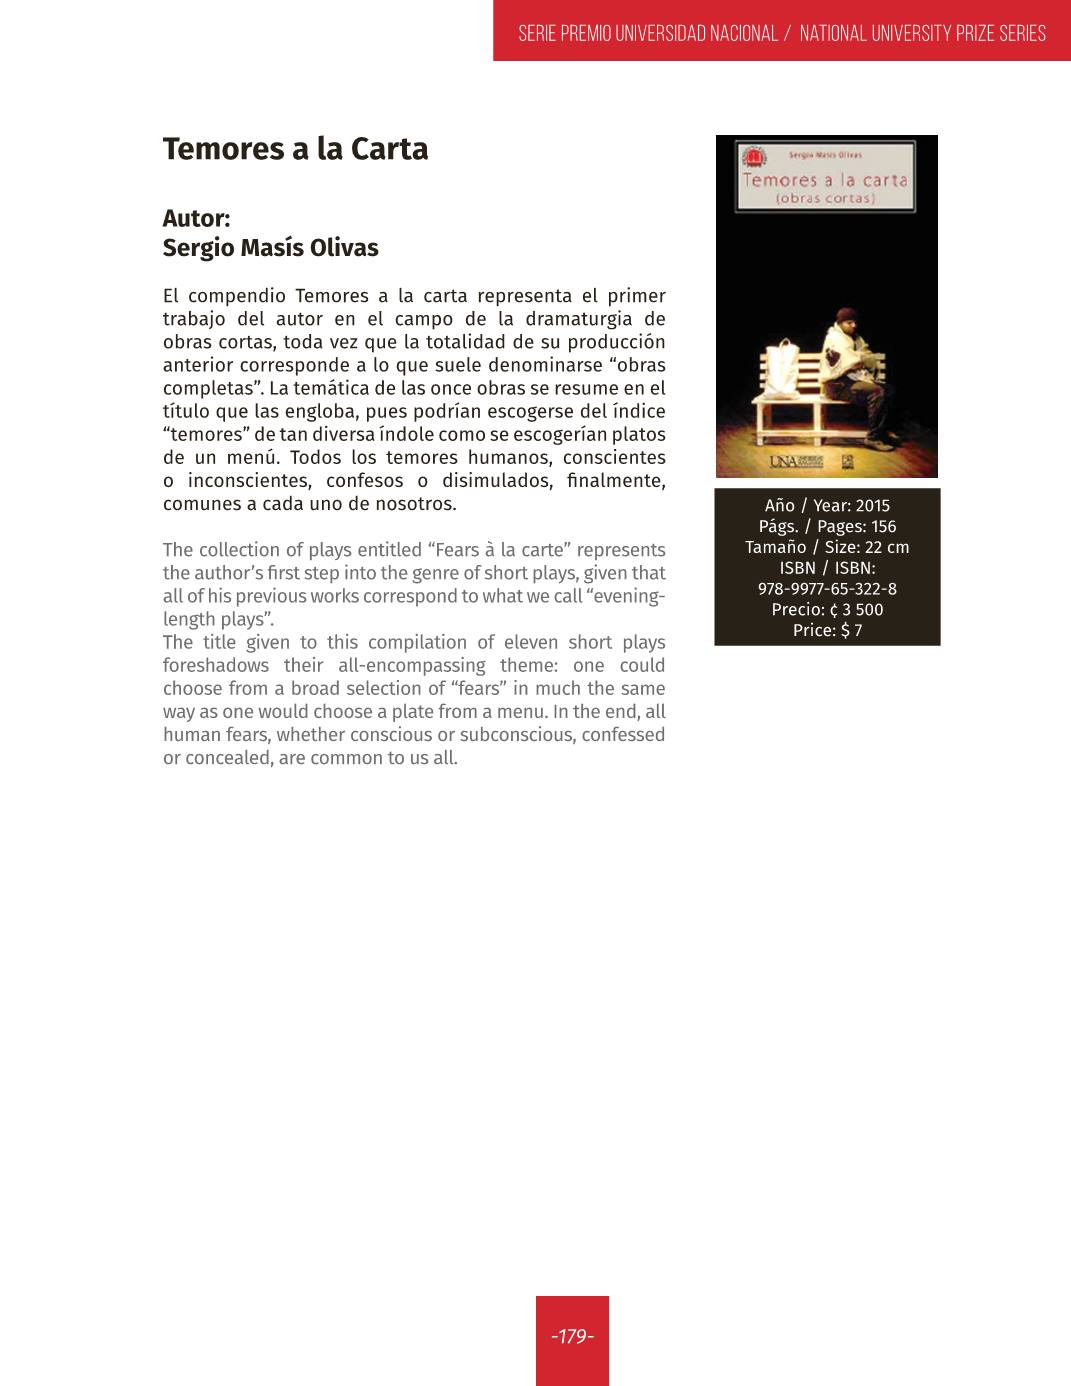 SERIE PREMIO UNIVERSIDAD NACIONAL / NATIONAL UNIVERSITY PRIZE SERIES
Temores a la Carta
Autor:
Sergio Masís Olivas
El compendio Temores a la carta representa el primer
trabajo del autor en el campo de la dramaturgia de
obras cortas, toda vez que la totalidad de su producción
anterior corresponde a lo que suele denominarse “obras
completas”. La temática de las once obras se resume en el
título que las engloba, pues podrían escogerse del índice
“temores” de tan diversa índole como se escogerían platos
de un menú. Todos los temores humanos, conscientes
o inconscientes, confesos o disimulados, finalmente,
comunes a cada uno de nosotros.
The collection of plays entitled “Fears à la carte” represents
the author’s first step into the genre of short plays, given that
all of his previous works correspond to what we call “evening-
length plays”.
The title given to this compilation of eleven short plays
foreshadows their all-encompassing theme: one could
choose from a broad selection of “fears” in much the same
way as one would choose a plate from a menu. In the end, all
human fears, whether conscious or subconscious, confessed
or concealed, are common to us all.
Sergio Masís Olivas
Temores a la carta
(obras cortas)
UNA
Año / Year: 2015
Págs. / Pages: 156
Tamaño / Size: 22 cm
ISBN / ISBN:
978-9977-65-322-8
Precio: ¢ 3 500
Price: $ 7
-179-